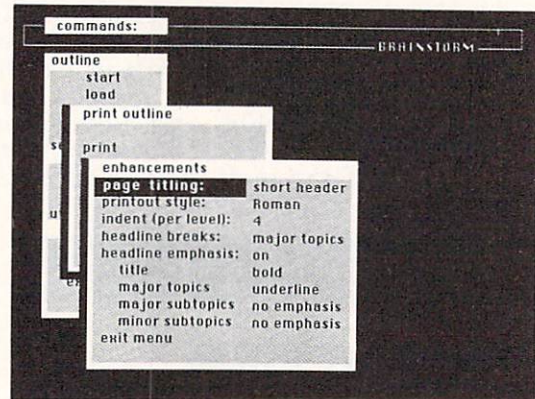 commands:
BRAINSTORM
outline
start
load
print outline
print
enhancements
page titling: short header
printout style: Roman
indent (per level): 4
headline breaks: major topics
headline emphasis: on
title bold
major topics underline
major subtopics no emphasis
minor subtopics no emphasis
exit menu